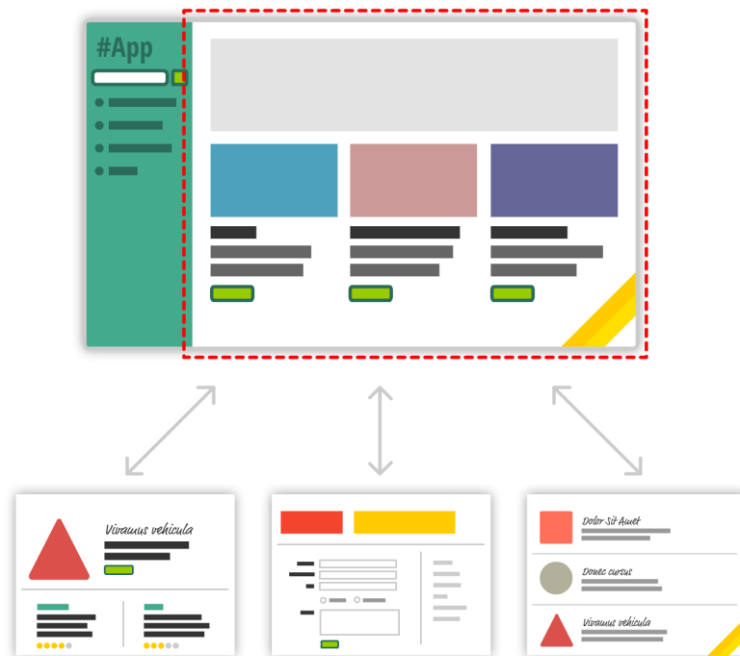 #App
Vivamus vehicula
Dolor Sit Amet
Donec cursus
Vivamus vehicula